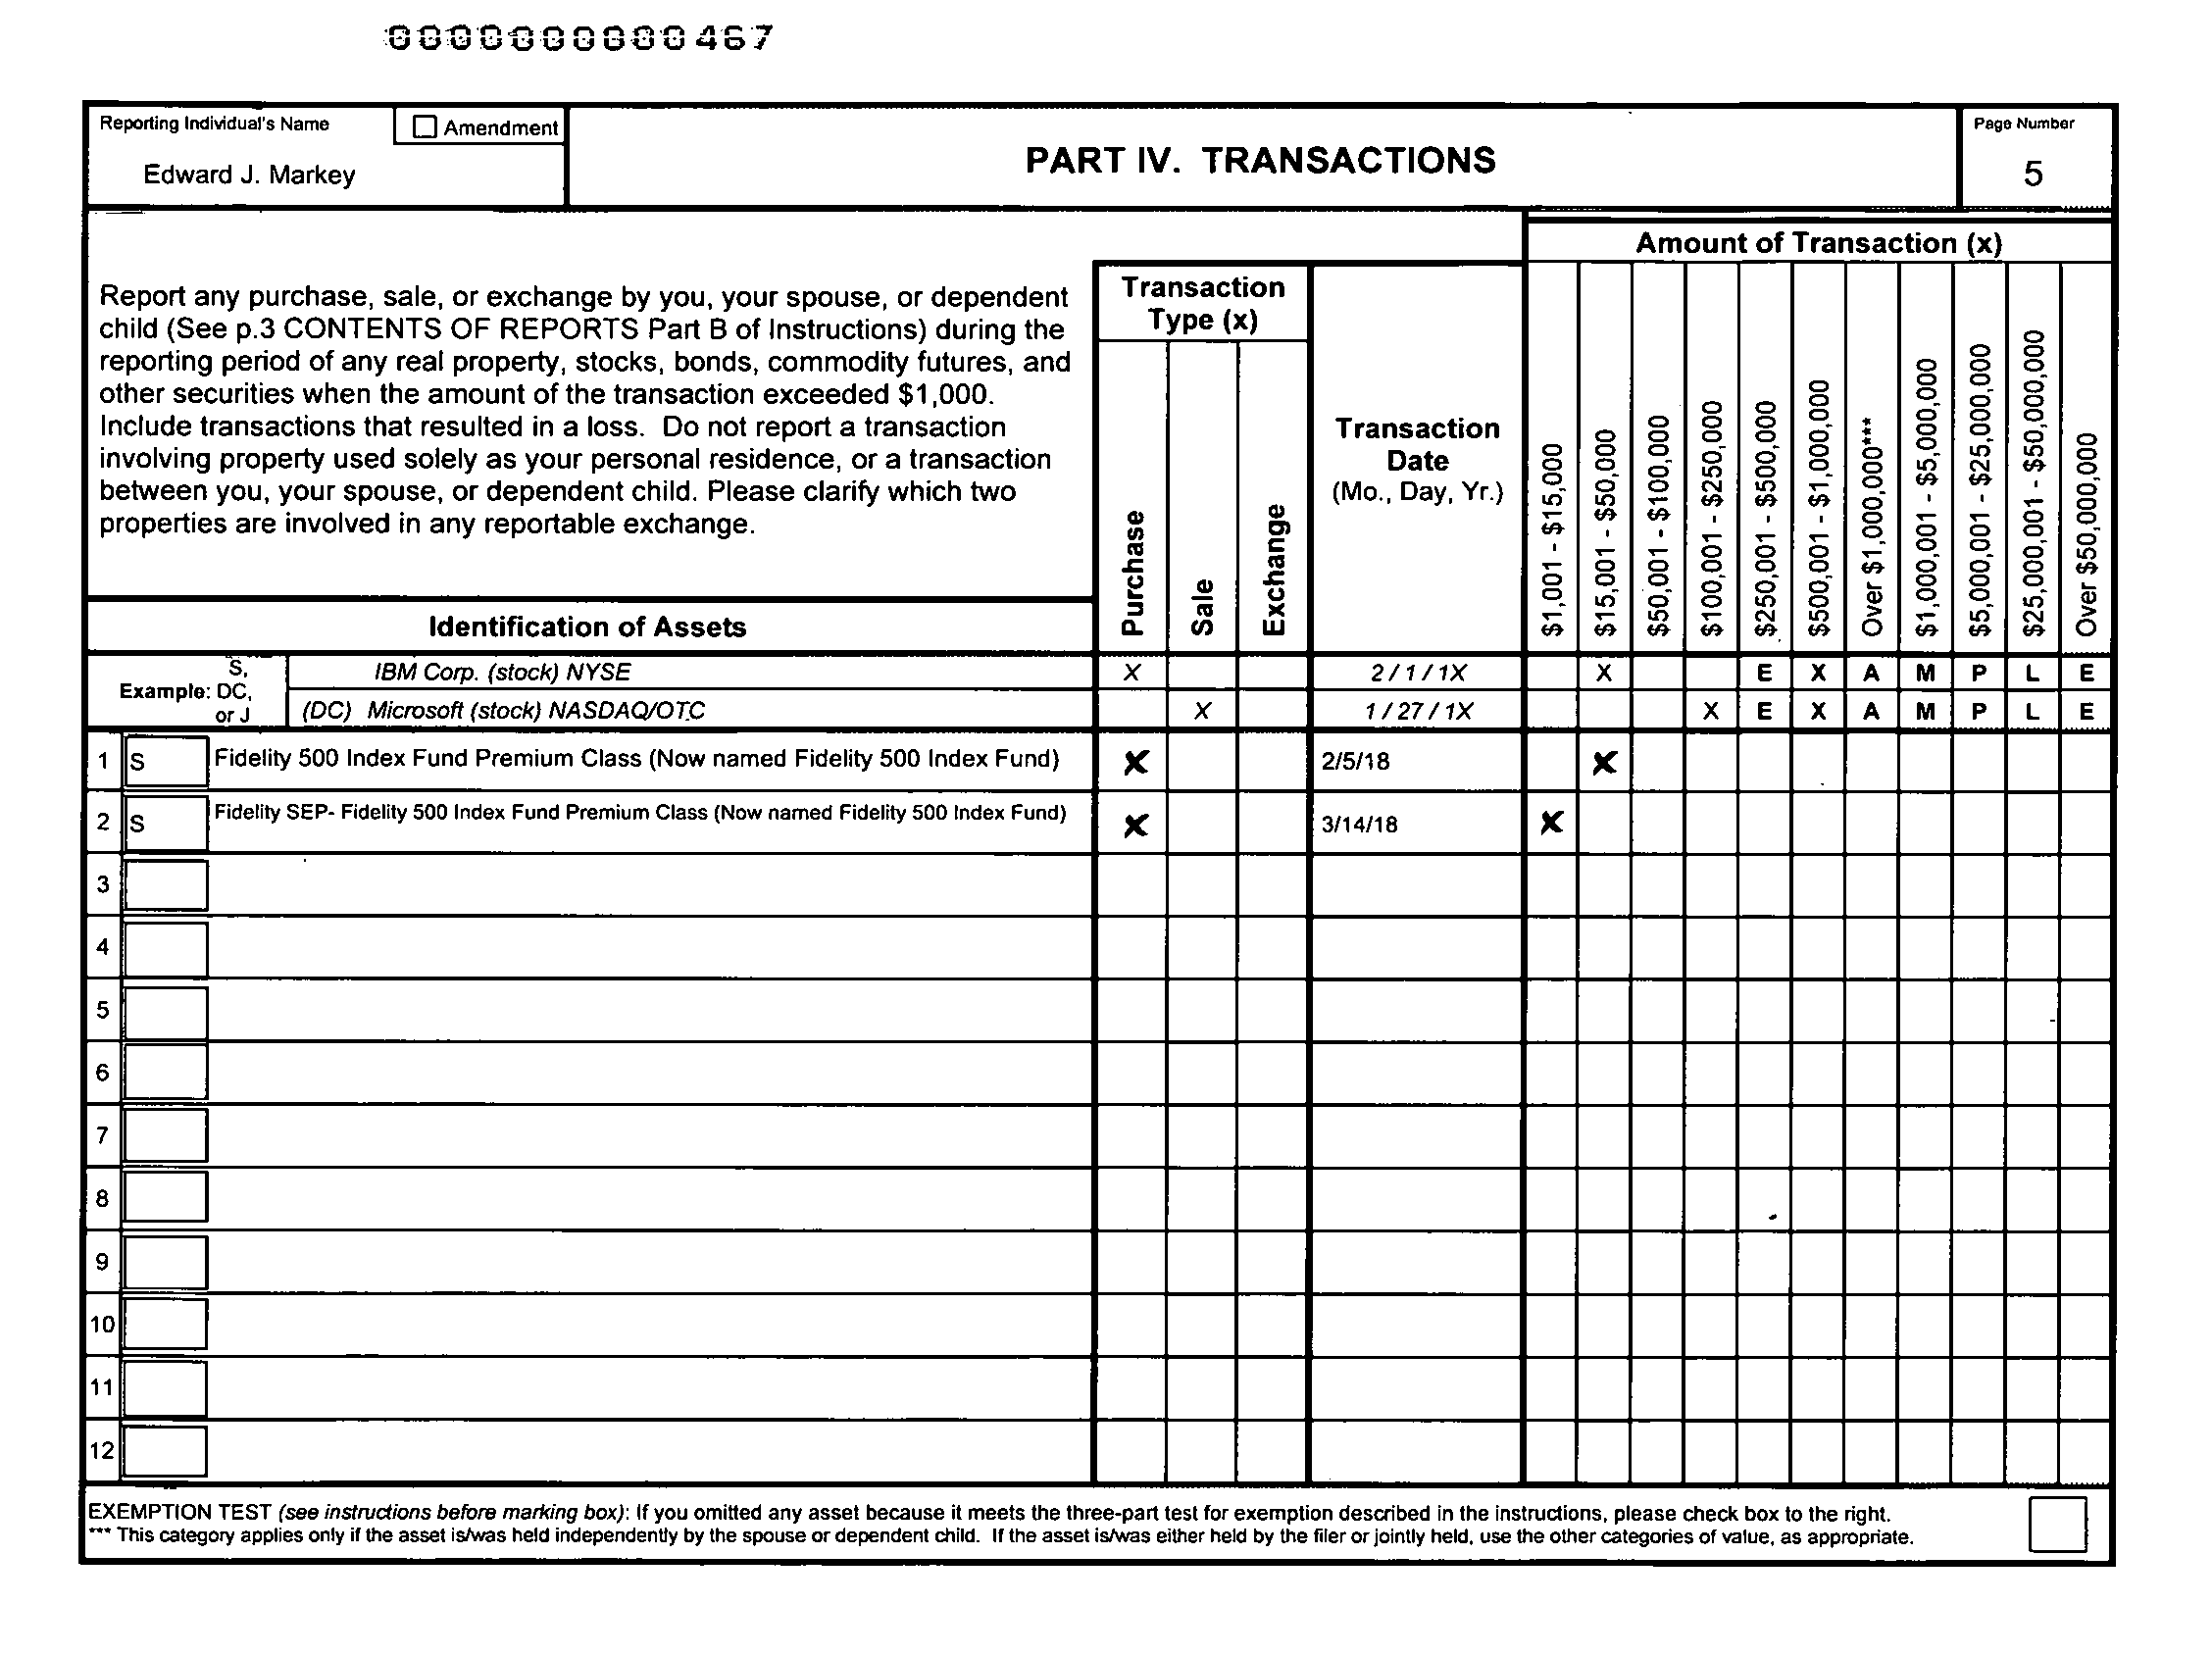 0000000000467
Reporting Individual's Name
Amendment
Edward J. Markey
PART IV. TRANSACTIONS
Page Number
5
Amount of Transaction (x)
Report any purchase, sale, or exchange by you, your spouse, or dependent
child (See p.3 CONTENTS OF REPORTS Part B of Instructions) during the
reporting period of any real property, stocks, bonds, commodity futures, and
other securities when the amount of the transaction exceeded $1,000.
Include transactions that resulted in a loss. Do not report a transaction
involving property used solely as your personal residence, or a transaction
between you, your spouse, or dependent child. Please clarify which two
properties are involved in any reportable exchange.
Transaction
Type (x)
Purchase
Sale
Exchange
Transaction
Date
(Mo., Day, Yr.)
$1,001 - $15,000
$15,001 - $50,000
$50,001 - $100,000
$100,001 - $250,000
$250,001 - $500,000
$500,001 - $1,000,000
Over $1,000,000***
$1,000,001 - $5,000,000
$5,000,001 - $25,000,000
$25,000,001 - $50,000,000
Over $50,000,000
Identification of Assets
Example: S, DC, or J
IBM Corp. (stock) NYSE X 2 / 1 / 1X X E X A M P L E
(DC) Microsoft (stock) NASDAQ/OTC X 1 / 27 / 1X X E X A M P L E
1 S Fidelity 500 Index Fund Premium Class (Now named Fidelity 500 Index Fund) X 2/5/18 X
2 S Fidelity SEP- Fidelity 500 Index Fund Premium Class (Now named Fidelity 500 Index Fund) X 3/14/18 X
3
4
5
6
7
8
9
10
11
12
EXEMPTION TEST (see instructions before marking box): If you omitted any asset because it meets the three-part test for exemption described in the instructions, please check box to the right.
*** This category applies only if the asset is/was held independently by the spouse or dependent child. If the asset is/was either held by the filer or jointly held, use the other categories of value, as appropriate.